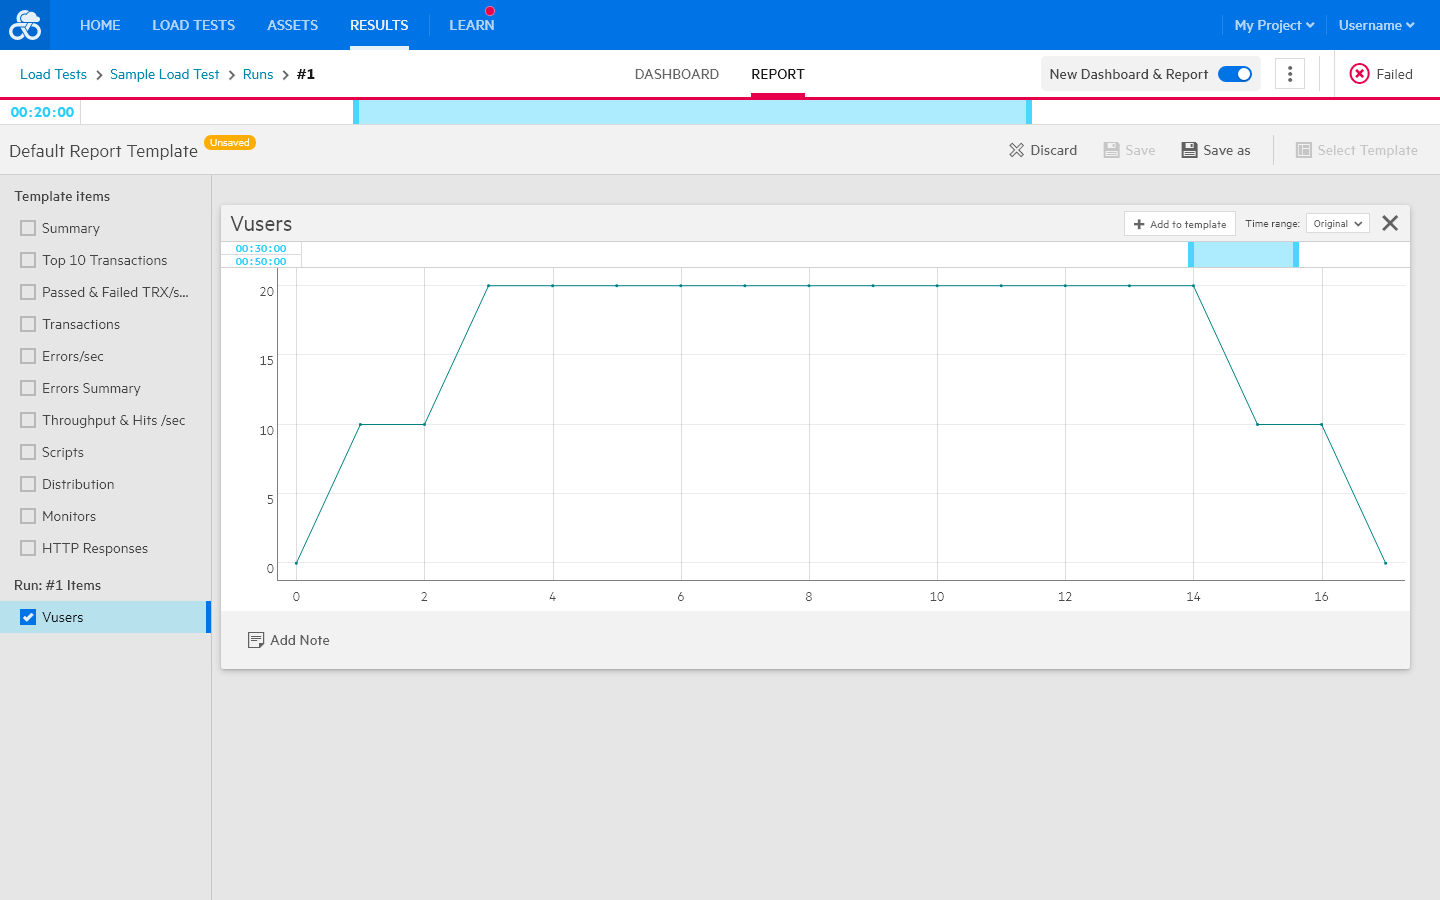 HOME LOAD TESTS ASSETS RESULTS LEARN My Project Username
Load Tests Sample Load Test Runs #1 DASHBOARD REPORT New Dashboard & Report Failed
00:20:00
Default Report Template Unsaved Discard Save Save as Select Template
Template items
Summary
Top 10 Transactions
Passed & Failed TRX/s...
Transactions
Errors/sec
Errors Summary
Throughput & Hits /sec
Scripts
Distribution
Monitors
HTTP Responses
Run: #1 Items
Vusers
Vusers Add to template Time range: Original
00:30:00
00:50:00
20
15
10
5
0
0 2 4 6 8 10 12 14 16
Add Note